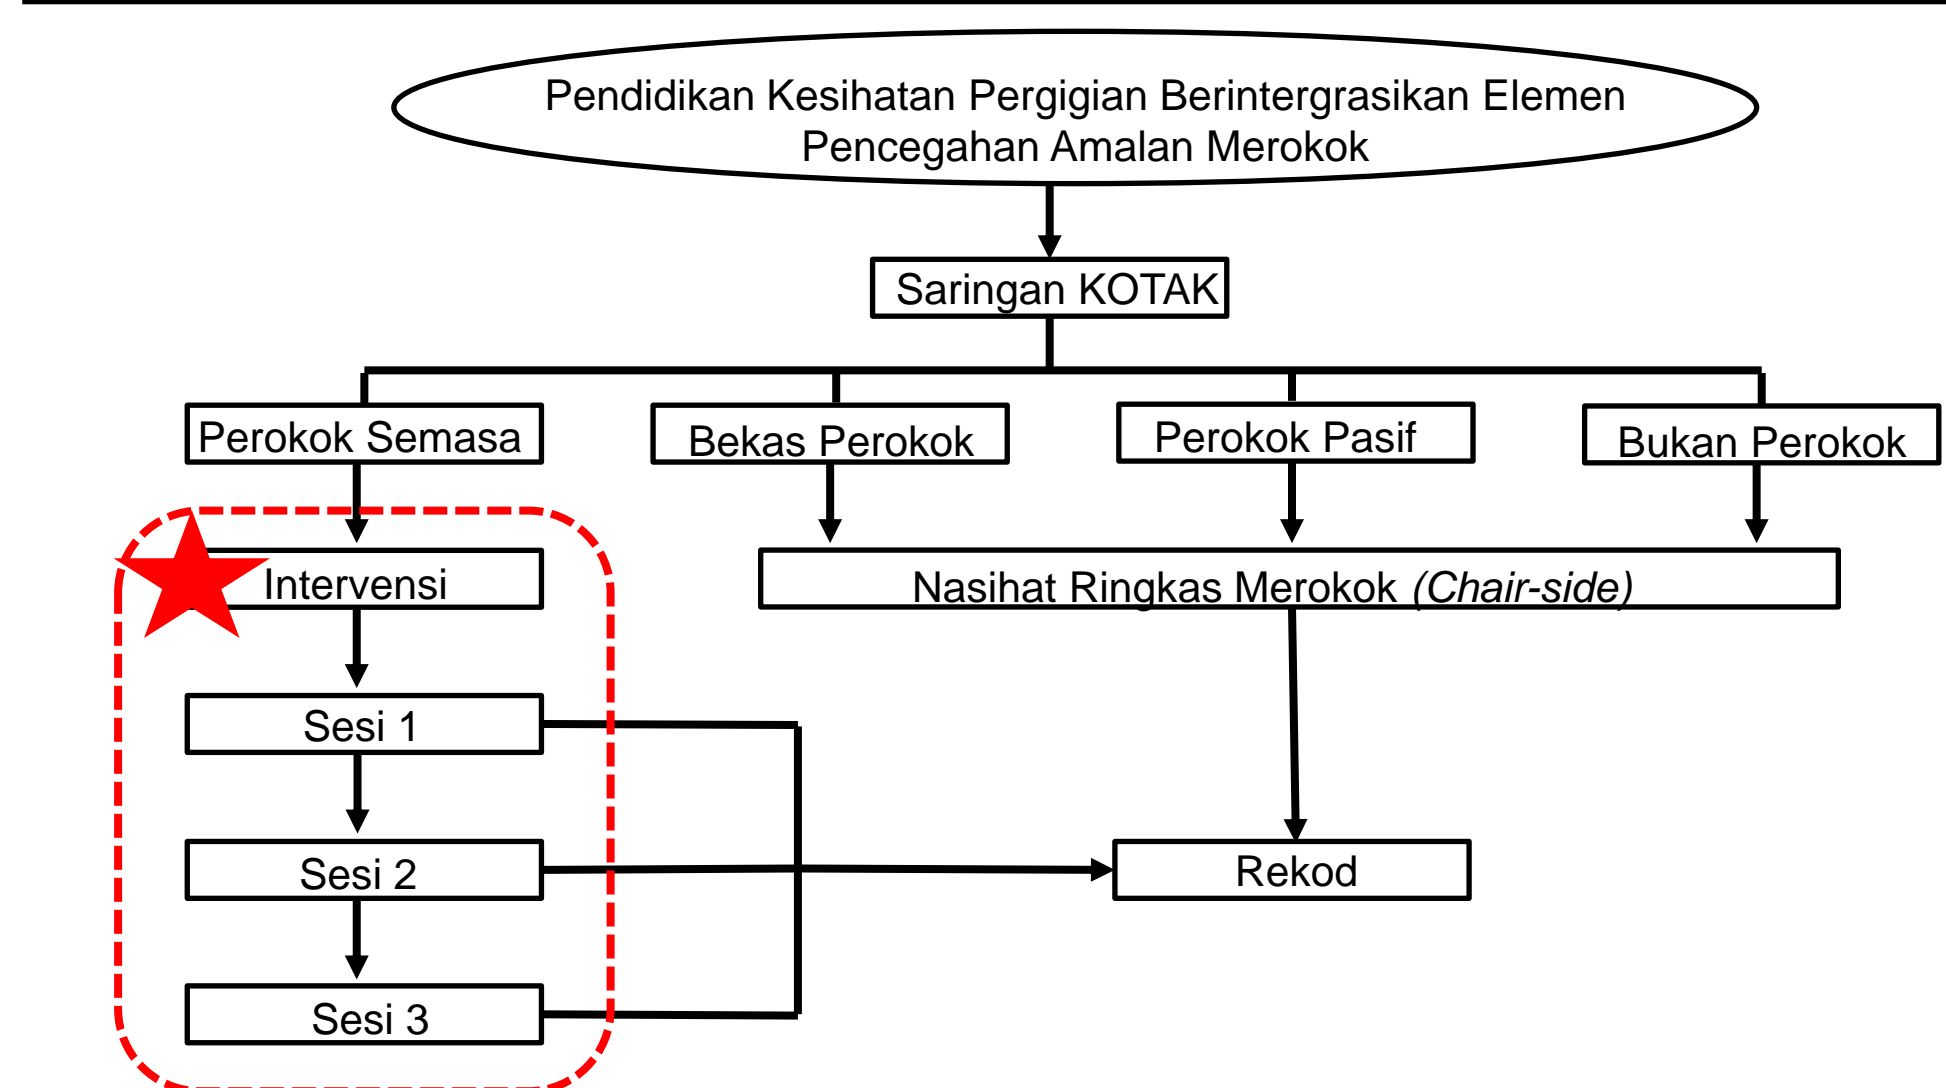 Pendidikan Kesihatan Pergigian Berintergrasikan Elemen
Pencegahan Amalan Merokok
Saringan KOTAK
Perokok Semasa
Bekas Perokok
Perokok Pasif
Bukan Perokok
Intervensi
Nasihat Ringkas Merokok (Chair-side)
Sesi 1
Sesi 2
Rekod
Sesi 3